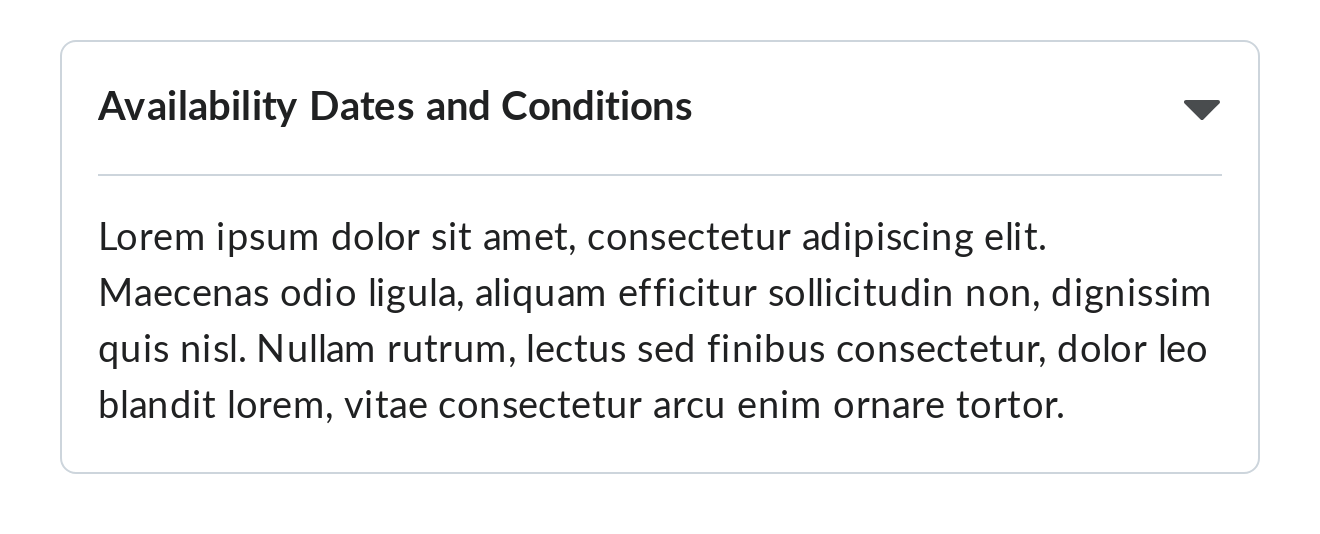 Availability Dates and Conditions
Lorem ipsum dolor sit amet, consectetur adipiscing elit.
Maecenas odio ligula, aliquam efficitur sollicitudin non, dignissim
quis nisl. Nullam rutrum, lectus sed finibus consectetur, dolor leo
blandit lorem, vitae consectetur arcu enim ornare tortor.